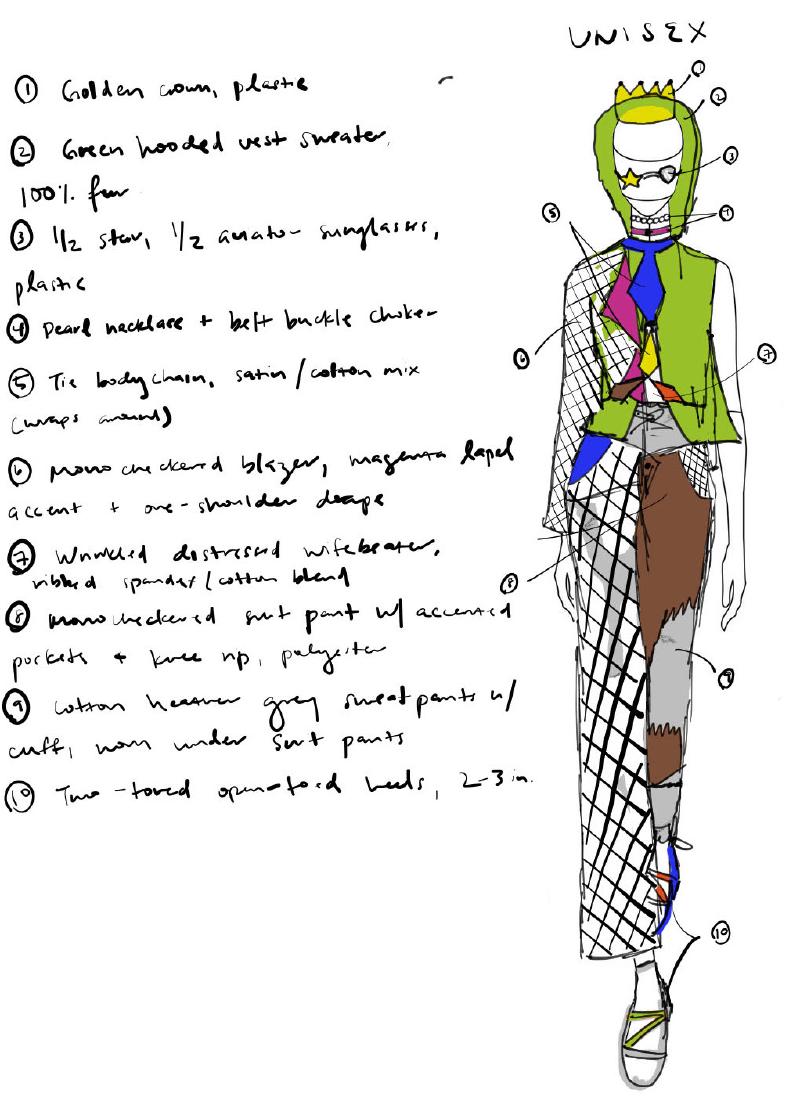 UNISEX
① Golden crown, plastic
② Green hooded vest sweater,
100% fur
③ 1/2 star, 1/2 aviator sunglasses,
plastic
④ Pearl necklace + belt buckle choker
⑤ Tie bodychain, satin/cotton mix
(wraps around)
⑥ mono checkered blazer, magenta lapel
accent + one-shoulder drape
⑦ Wrinkled distressed wifebeater,
ribbed spandex/cotton blend
⑧ monocheckered suit pant w/ accented
pockets + knee rip, polyester
⑨ cotton heather grey sweatpants w/
cuff, worn under suit pants
⑩ Two-toned open-toed heels, 2-3 in.
①
②
③
④
⑤
⑥
⑦
⑧
⑨
⑩